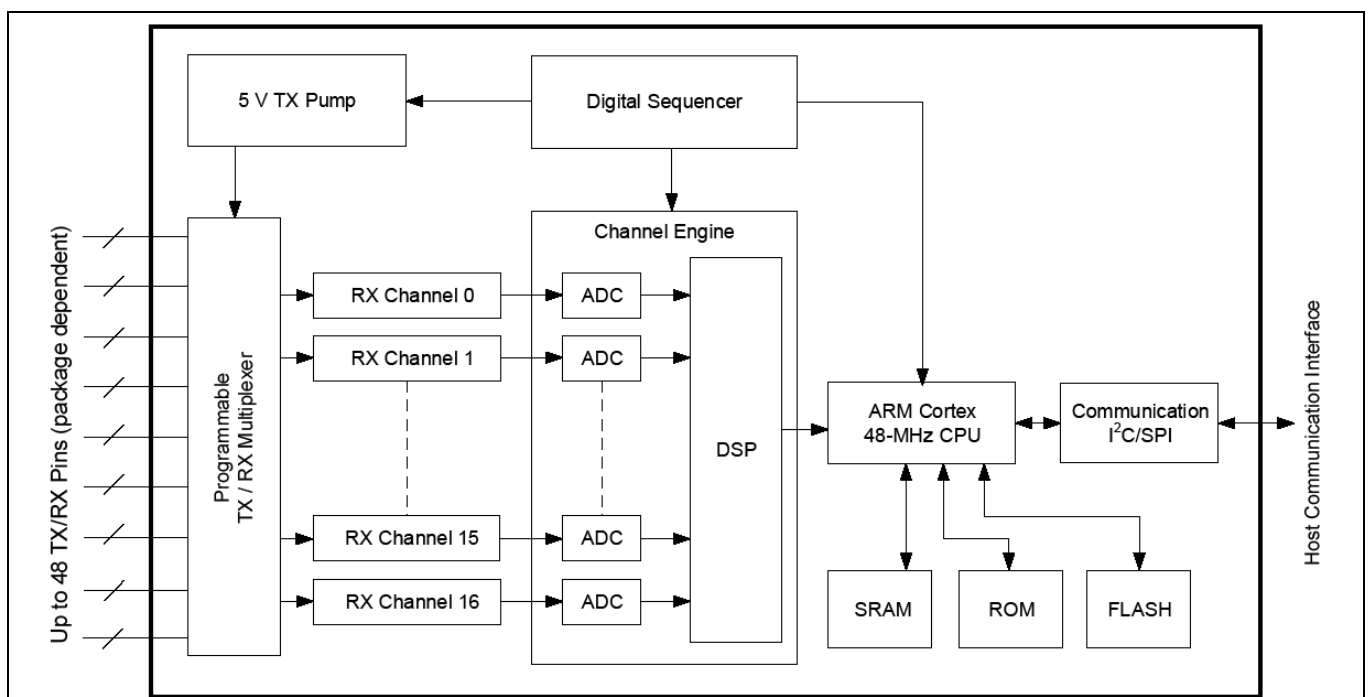 5 V TX Pump
Digital Sequencer
Up to 48 TX/RX Pins (package dependent)
Programmable
TX / RX Multiplexer
Channel Engine
RX Channel 0
ADC
RX Channel 1
ADC
RX Channel 15
ADC
RX Channel 16
ADC
DSP
ARM Cortex
48-MHz CPU
Communication
I²C/SPI
SRAM
ROM
FLASH
Host Communication Interface